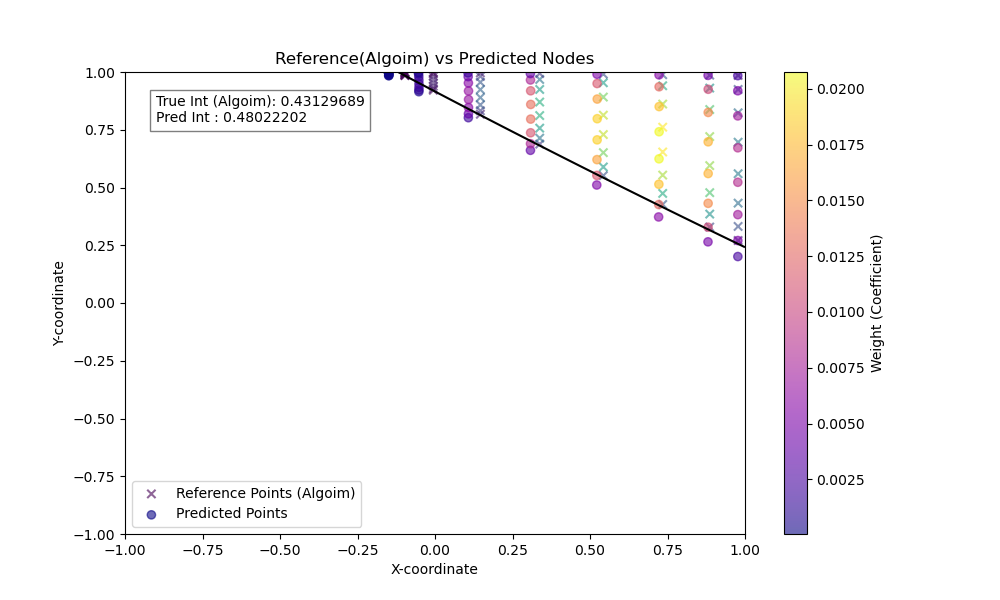 Reference(Algoim) vs Predicted Nodes
True Int (Algoim): 0.43129689
Pred Int : 0.48022202
1.00
0.75
0.50
0.25
0.00
−0.25
−0.50
−0.75
−1.00
Y-coordinate
Reference Points (Algoim)
Predicted Points
−1.00 −0.75 −0.50 −0.25 0.00 0.25 0.50 0.75 1.00
X-coordinate
0.0200
0.0175
0.0150
0.0125
0.0100
0.0075
0.0050
0.0025
Weight (Coefficient)